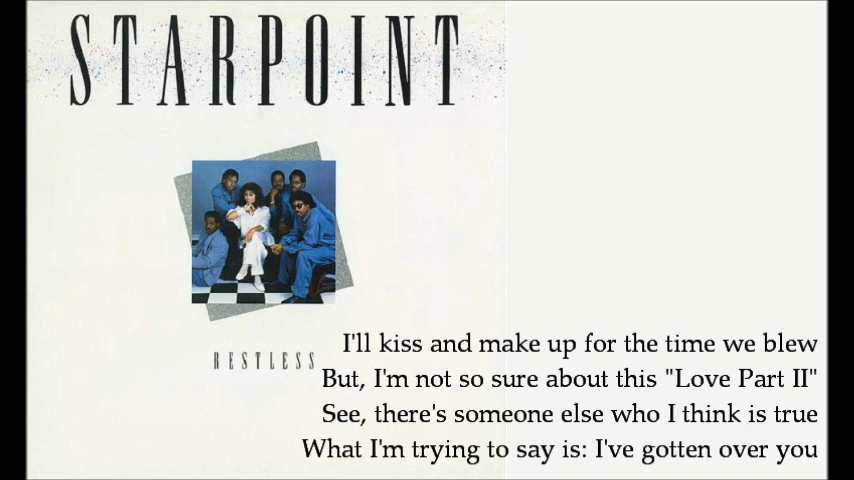 STARPOINT
RESTLESS
I'll kiss and make up for the time we blew
But, I'm not so sure about this "Love Part II"
See, there's someone else who I think is true
What I'm trying to say is: I've gotten over you